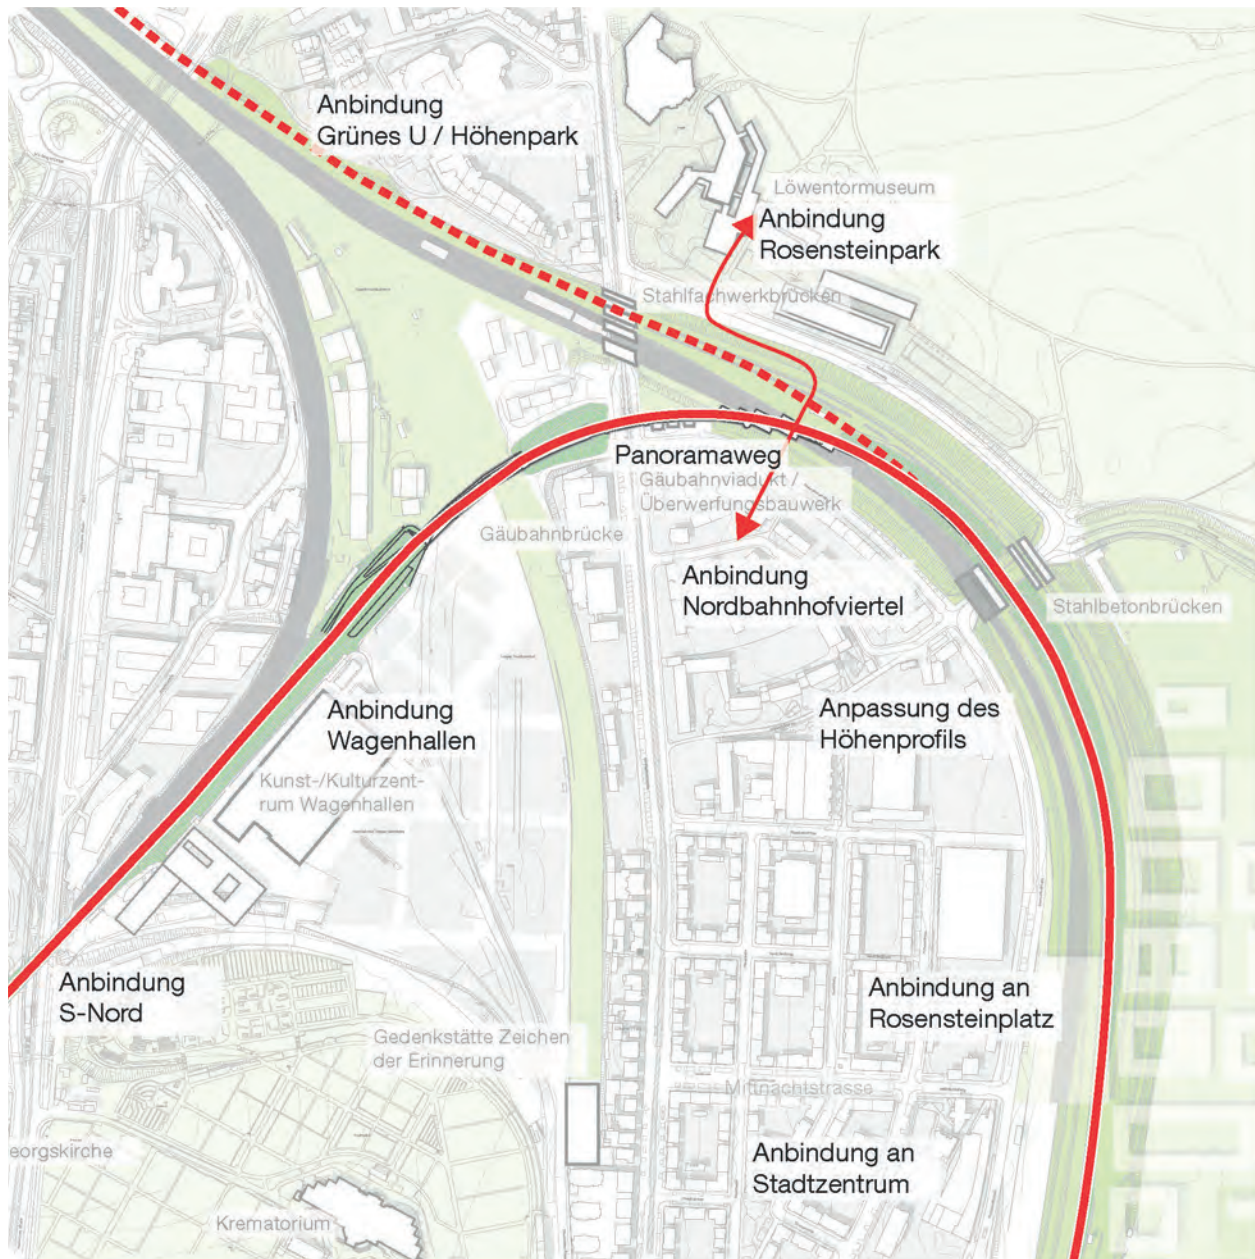 Anbindung
Grünes U / Höhenpark
Löwentormuseum
Anbindung
Rosensteinpark
Stahlfachwerkbrücken
Panoramaweg
Gäubahnviadukt /
Überwerfungsbauwerk
Gäubahnbrücke
Anbindung
Nordbahnhofviertel
Stahlbetonbrücken
Anbindung
Wagenhallen
Anpassung des
Höhenprofils
Kunst-/Kulturzent-
rum Wagenhallen
Anbindung
S-Nord
Anbindung an
Rosensteinplatz
Gedenkstätte Zeichen
der Erinnerung
Mittnachtstrasse
eorgskirche
Anbindung an
Stadtzentrum
Krematorium